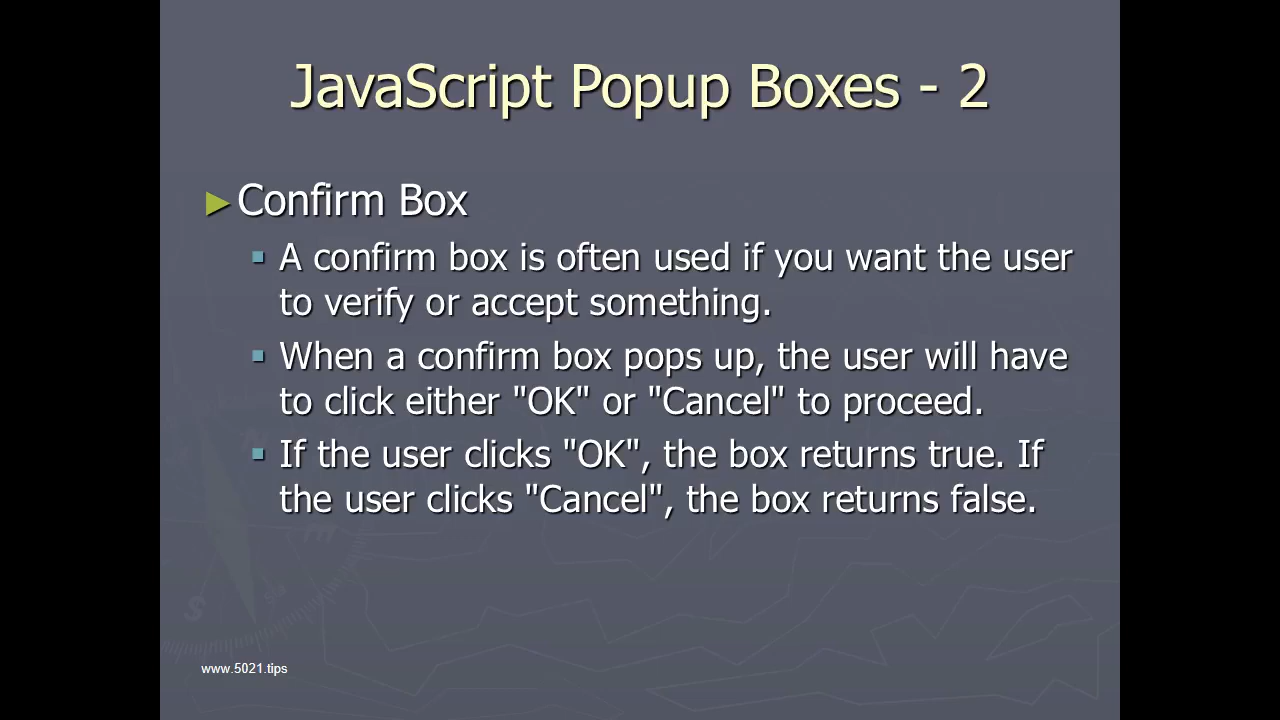 JavaScript Popup Boxes - 2
Confirm Box
A confirm box is often used if you want the user
to verify or accept something.
When a confirm box pops up, the user will have
to click either "OK" or "Cancel" to proceed.
If the user clicks "OK", the box returns true. If
the user clicks "Cancel", the box returns false.
www.5021.tips